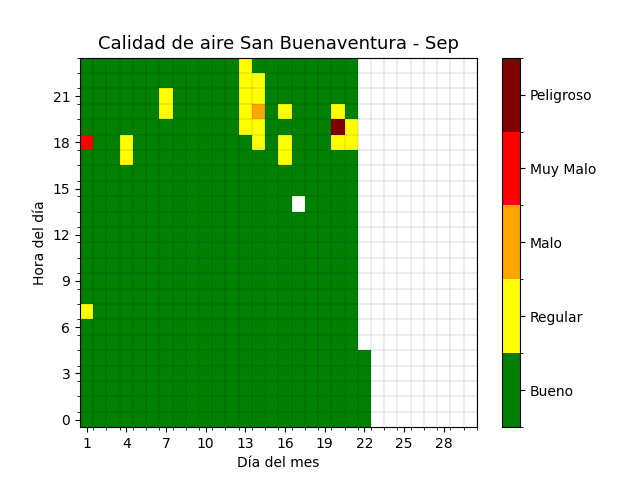 Calidad de aire San Buenaventura - Sep
Hora del día
21
18
15
12
9
6
3
0
1 4 7 10 13 16 19 22 25 28
Día del mes
Peligroso
Muy Malo
Malo
Regular
Bueno